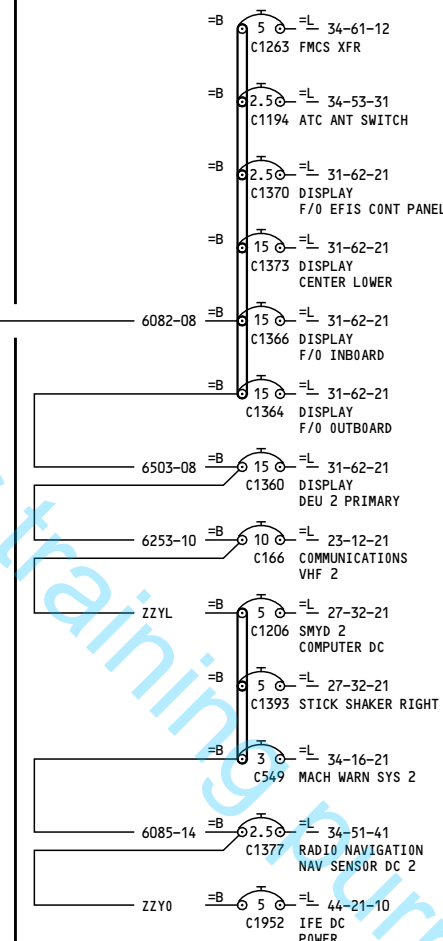 =B 5 =L 34-61-12
C1263 FMCS XFR
=B 2.5 =L 34-53-31
C1194 ATC ANT SWITCH
=B 2.5 =L 31-62-21
C1370 DISPLAY
F/O EFIS CONT PANEL
=B 15 =L 31-62-21
C1373 DISPLAY
CENTER LOWER
6082-08 =B 15 =L 31-62-21
C1366 DISPLAY
F/O INBOARD
=B 15 =L 31-62-21
C1364 DISPLAY
F/O OUTBOARD
6503-08 =B 15 =L 31-62-21
C1360 DISPLAY
DEU 2 PRIMARY
6253-10 =B 10 =L 23-12-21
C166 COMMUNICATIONS
VHF 2
ZZYL =B 5 =L 27-32-21
C1206 SMYD 2
COMPUTER DC
=B 5 =L 27-32-21
C1393 STICK SHAKER RIGHT
=B 3 =L 34-16-21
C549 MACH WARN SYS 2
6085-14 =B 2.5 =L 34-51-41
C1377 RADIO NAVIGATION
NAV SENSOR DC 2
ZZY0 =B 5 =L 44-21-10
C1952 IFE DC
POWER
training